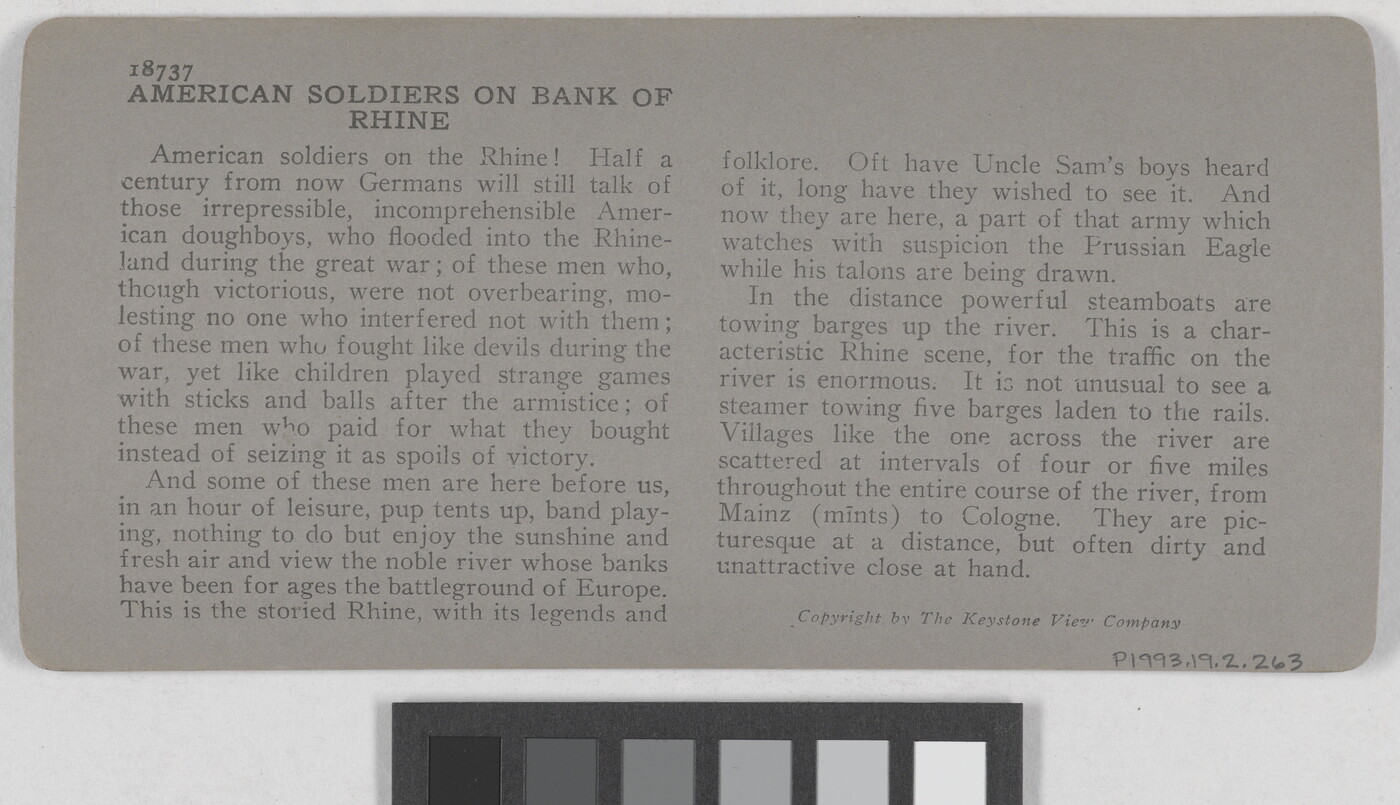 18737
AMERICAN SOLDIERS ON BANK OF
RHINE
American soldiers on the Rhine! Half a
century from now Germans will still talk of
those irrepressible, incomprehensible Amer-
ican doughboys, who flooded into the Rhine-
land during the great war; of these men who,
though victorious, were not overbearing, mo-
lesting no one who interfered not with them;
of these men who fought like devils during the
war, yet like children played strange games
with sticks and balls after the armistice; of
these men who paid for what they bought
instead of seizing it as spoils of victory.
And some of these men are here before us,
in an hour of leisure, pup tents up, band play-
ing, nothing to do but enjoy the sunshine and
fresh air and view the noble river whose banks
have been for ages the battleground of Europe.
This is the storied Rhine, with its legends and
folklore. Oft have Uncle Sam's boys heard
of it, long have they wished to see it. And
now they are here, a part of that army which
watches with suspicion the Prussian Eagle
while his talons are being drawn.
In the distance powerful steamboats are
towing barges up the river. This is a char-
acteristic Rhine scene, for the traffic on the
river is enormous. It is not unusual to see a
steamer towing five barges laden to the rails.
Villages like the one across the river are
scattered at intervals of four or five miles
throughout the entire course of the river, from
Mainz (mīnts) to Cologne. They are pic-
turesque at a distance, but often dirty and
unattractive close at hand.
Copyright by The Keystone View Company
P1993.19.2.263